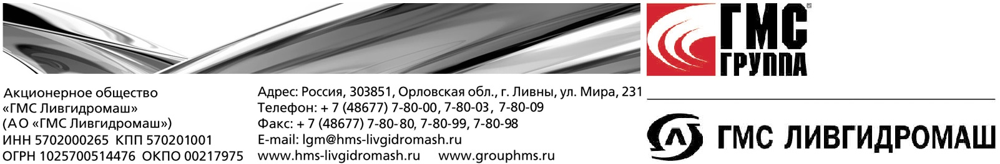 ГМС®
ГРУППА
Акционерное общество
«ГМС Ливгидромаш»
(АО «ГМС Ливгидромаш»)
ИНН 5702000265 КПП 570201001
ОГРН 1025700514476 ОКПО 00217975
Адрес: Россия, 303851, Орловская обл., г. Ливны, ул. Мира, 231
Телефон: + 7 (48677) 7-80-00, 7-80-03, 7-80-09
Факс: + 7 (48677) 7-80-80, 7-80-99, 7-80-98
E-mail: lgm@hms-livgidromash.ru
www.hms-livgidromash.ru www.grouphms.ru
ГМС ЛИВГИДРОМАШ